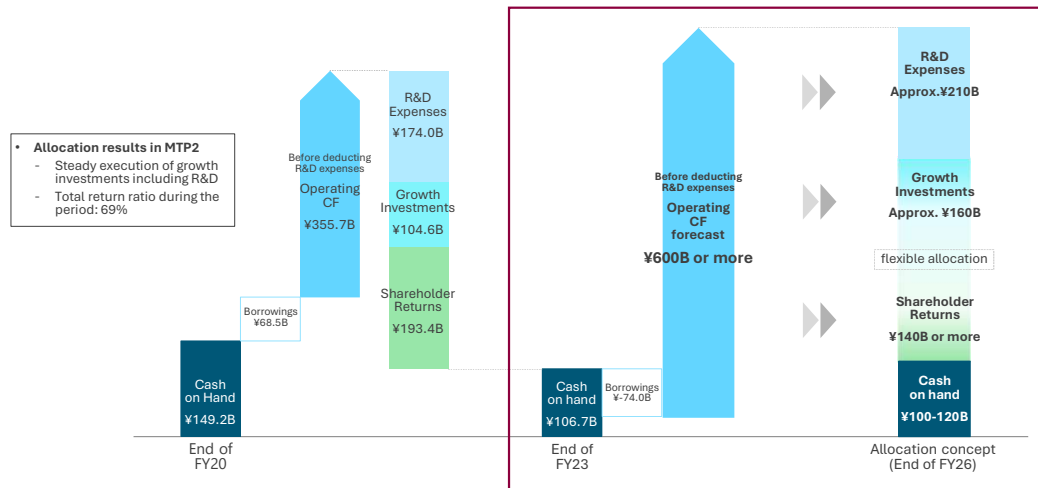 • Allocation results in MTP2
- Steady execution of growth
investments including R&D
- Total return ratio during the
period: 69%
Cash
on Hand
¥149.2B
Borrowings
¥68.5B
Before deducting
R&D expenses
Operating
CF
¥355.7B
R&D
Expenses
¥174.0B
Growth
Investments
¥104.6B
Shareholder
Returns
¥193.4B
End of
FY20
Cash
on hand
¥106.7B
Borrowings
¥-74.0B
Before deducting
R&D expenses
Operating
CF
forecast
¥600B or more
R&D
Expenses
Approx.¥210B
Growth
Investments
Approx. ¥160B
flexible allocation
Shareholder
Returns
¥140B or more
Cash
on hand
¥100-120B
End of
FY23
Allocation concept
(End of FY26)